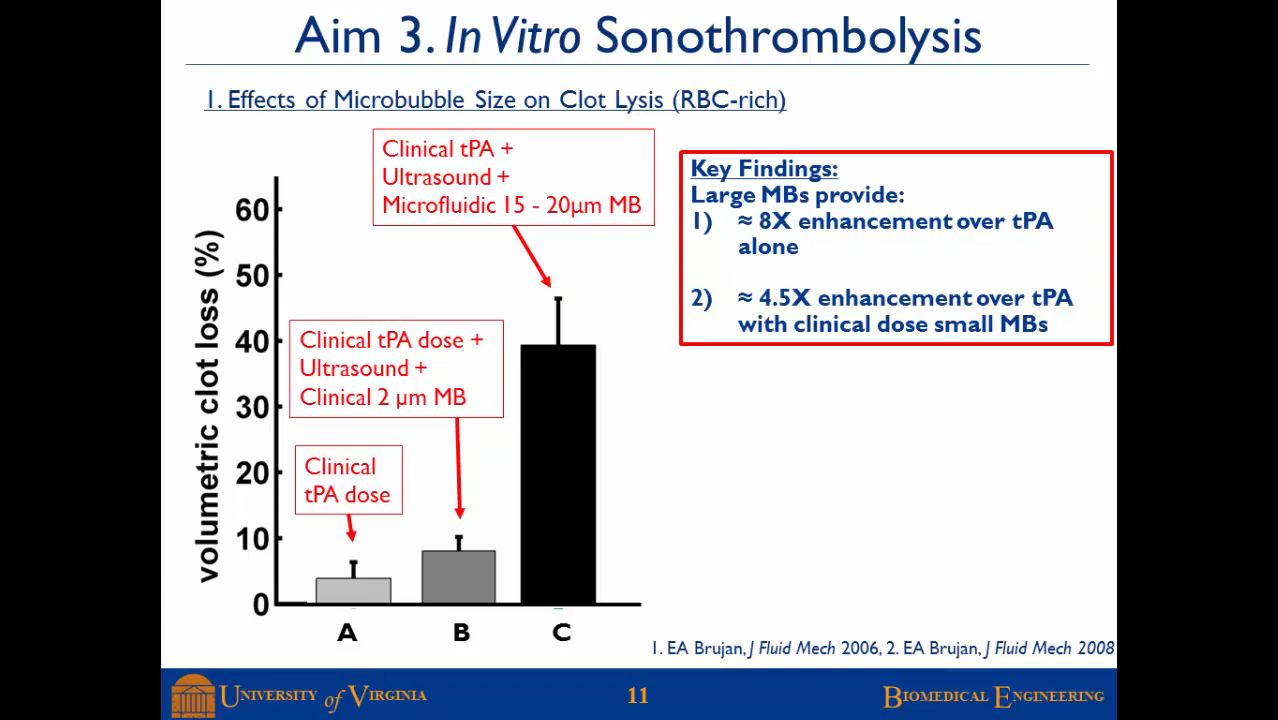 Aim 3. In Vitro Sonothrombolysis
1. Effects of Microbubble Size on Clot Lysis (RBC-rich)
Clinical tPA +
Ultrasound +
Microfluidic 15 - 20µm MB
Clinical tPA dose +
Ultrasound +
Clinical 2 µm MB
Clinical
tPA dose
volumetric clot loss (%)
60
50
40
30
20
10
0
A
B
C
Key Findings:
Large MBs provide:
1) ≈ 8X enhancement over tPA
alone
2) ≈ 4.5X enhancement over tPA
with clinical dose small MBs
1. EA Brujan, J Fluid Mech 2006, 2. EA Brujan, J Fluid Mech 2008
UNIVERSITY of VIRGINIA
11
BIOMEDICAL ENGINEERING